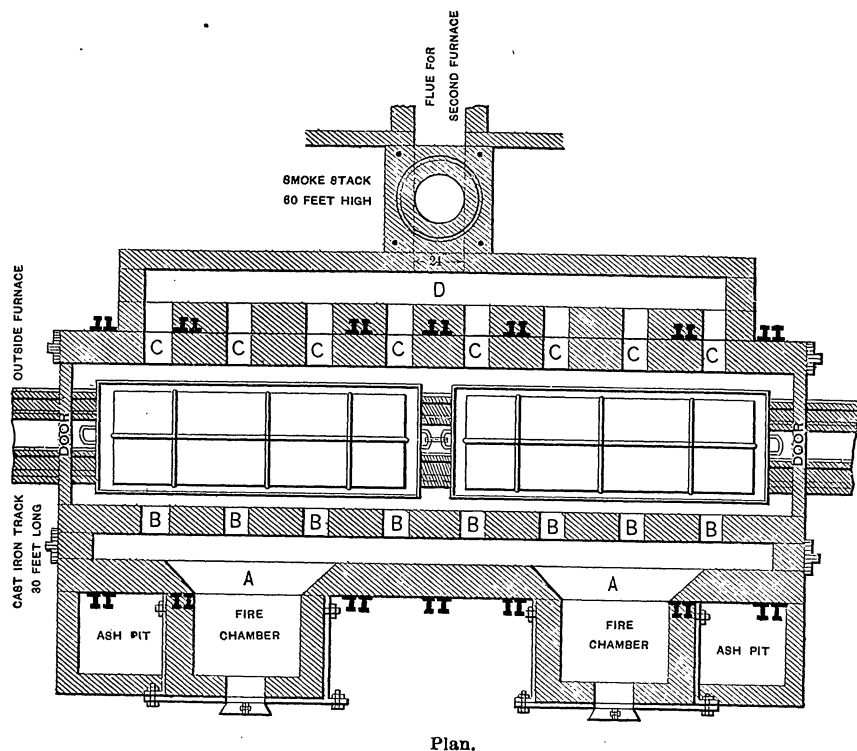 FLUE FOR
SECOND FURNACE
SMOKE STACK
60 FEET HIGH
24
D
OUTSIDE FURNACE
C C C C C C C C
DOOR
DOOR
B B B B B B B B
CAST IRON TRACK
30 FEET LONG
A
A
ASH PIT
FIRE
CHAMBER
FIRE
CHAMBER
ASH PIT
Plan.